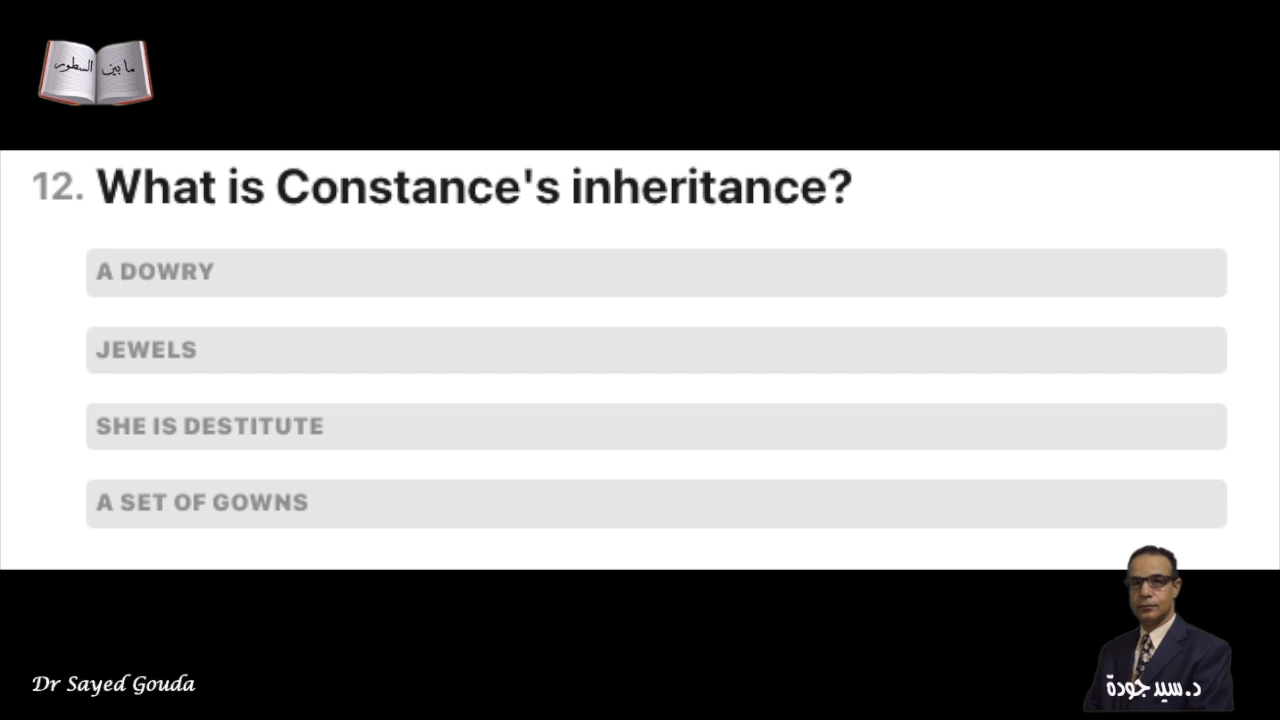 ما بين السطور
12. What is Constance's inheritance?
A DOWRY
JEWELS
SHE IS DESTITUTE
A SET OF GOWNS
Dr Sayed Gouda
د. سيد جودة